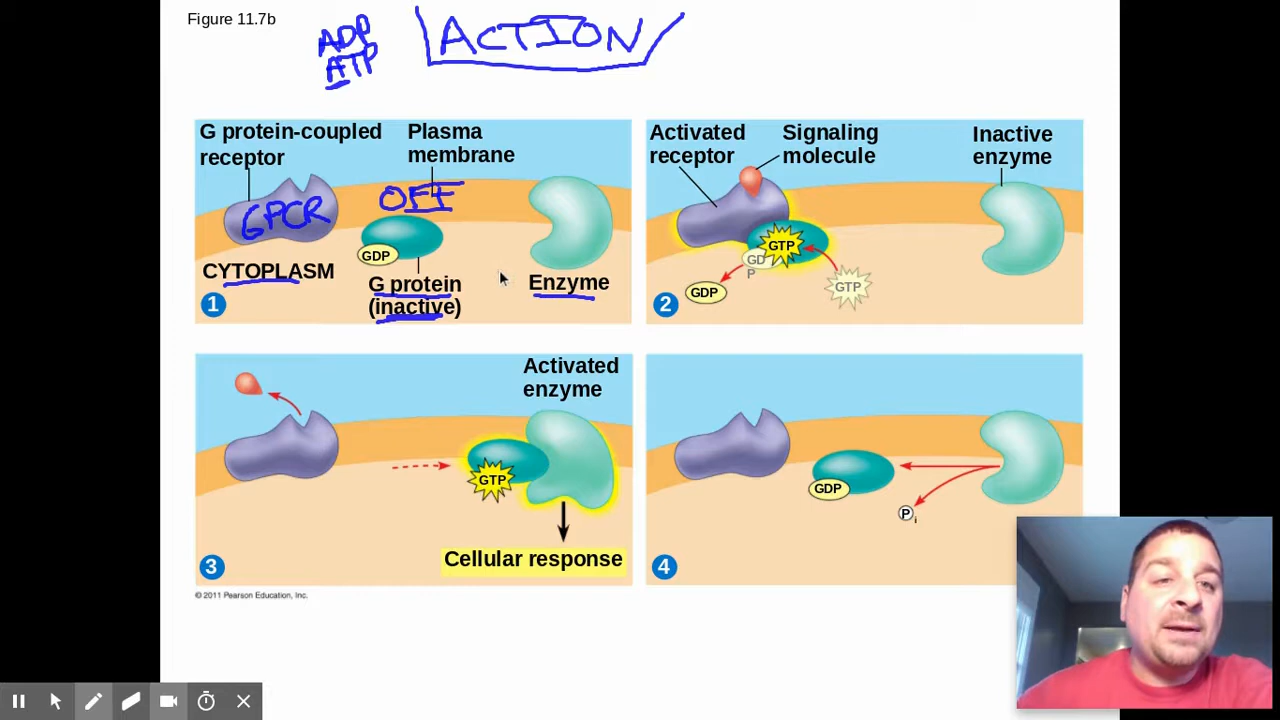 Figure 11.7b
ADP
ATP
ACTION
G protein-coupled
receptor
Plasma
membrane
GPCR
OFF
GDP
CYTOPLASM
G protein
(inactive)
Enzyme
1
Activated
receptor
Signaling
molecule
Inactive
enzyme
GTP
GD
P
GDP
GTP
2
Activated
enzyme
GTP
Cellular response
3
GDP
P i
4
© 2011 Pearson Education, Inc.